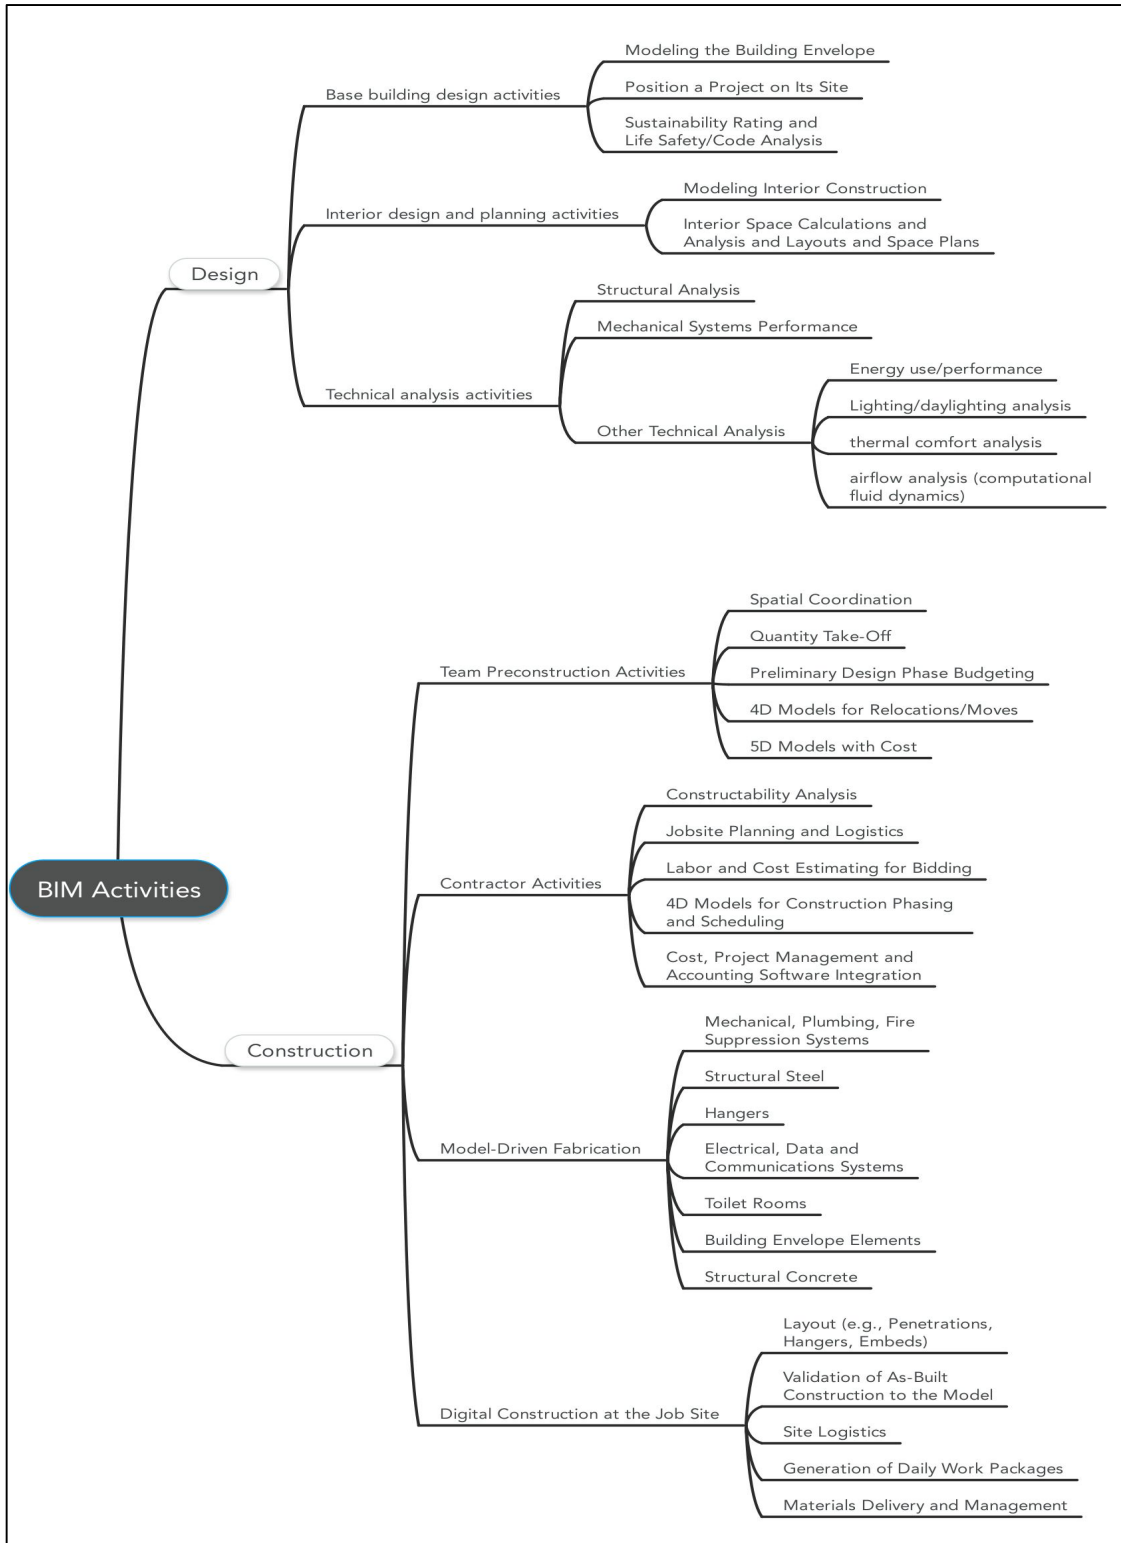 Modeling the Building Envelope
Base building design activities
Position a Project on Its Site
Sustainability Rating and
Life Safety/Code Analysis
Modeling Interior Construction
Interior design and planning activities
Interior Space Calculations and
Analysis and Layouts and Space Plans
Design
Structural Analysis
Mechanical Systems Performance
Technical analysis activities
Other Technical Analysis
Energy use/performance
Lighting/daylighting analysis
thermal comfort analysis
airflow analysis (computational
fluid dynamics)
Spatial Coordination
Quantity Take-Off
Team Preconstruction Activities
Preliminary Design Phase Budgeting
4D Models for Relocations/Moves
5D Models with Cost
Constructability Analysis
Jobsite Planning and Logistics
BIM Activities
Contractor Activities
Labor and Cost Estimating for Bidding
4D Models for Construction Phasing
and Scheduling
Cost, Project Management and
Accounting Software Integration
Construction
Mechanical, Plumbing, Fire
Suppression Systems
Structural Steel
Hangers
Model-Driven Fabrication
Electrical, Data and
Communications Systems
Toilet Rooms
Building Envelope Elements
Structural Concrete
Layout (e.g., Penetrations,
Hangers, Embeds)
Validation of As-Built
Construction to the Model
Digital Construction at the Job Site
Site Logistics
Generation of Daily Work Packages
Materials Delivery and Management